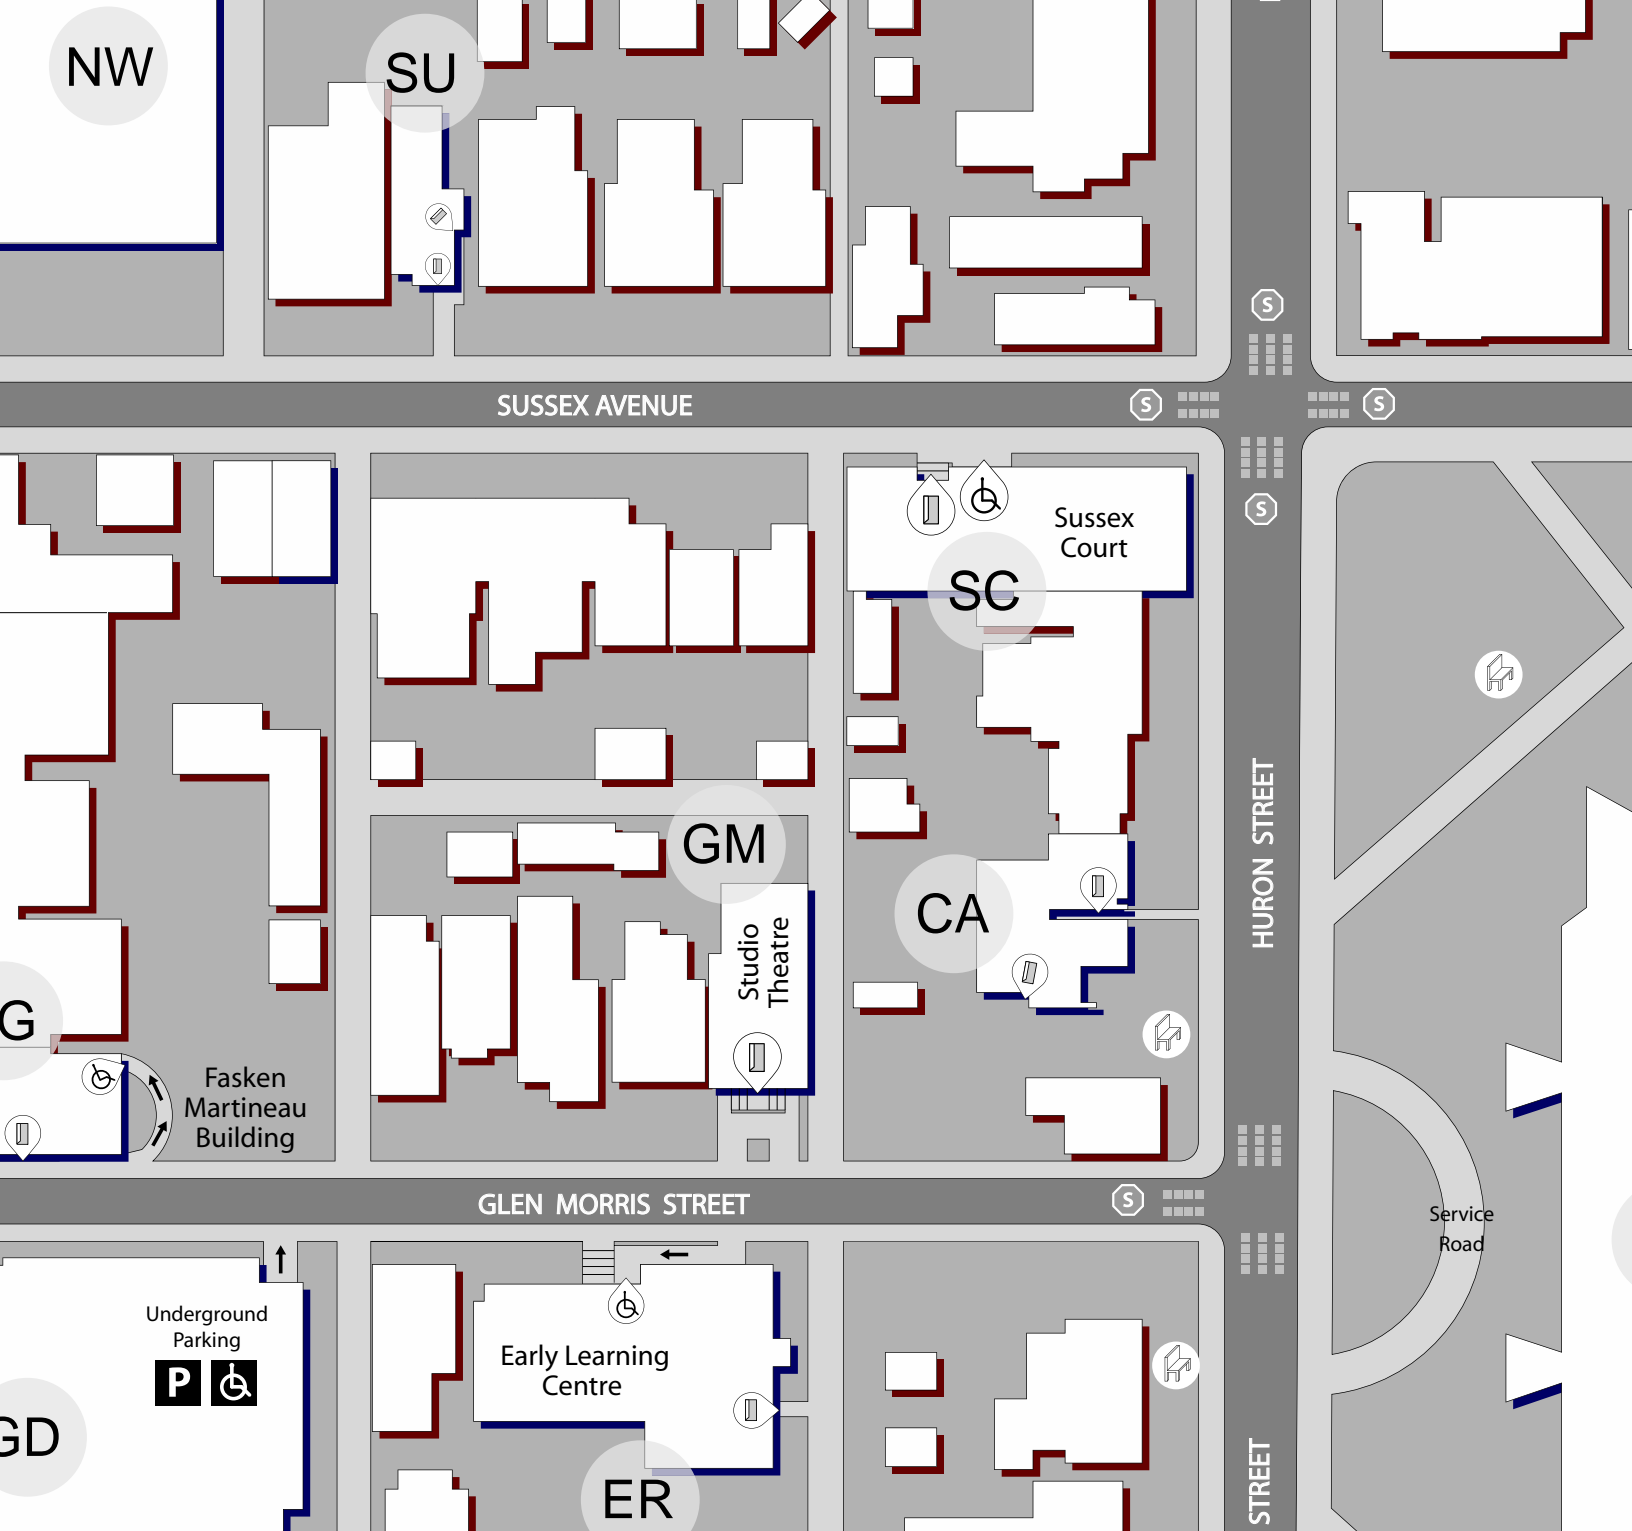 NW
SU
S
SUSSEX AVENUE
S
S
Sussex
Court
S
SC
HURON STREET
GM
CA
Studio
Theatre
G
Fasken
Martineau
Building
GLEN MORRIS STREET
S
Service
Road
Underground
Parking
P
Early Learning
Centre
GD
ER
STREET